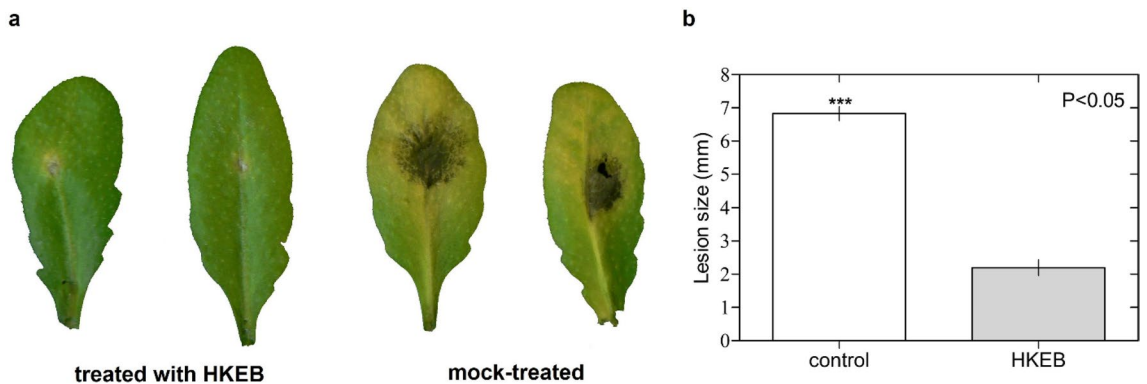 a
treated with HKEB
mock-treated
b
Lesion size (mm)
8
7
6
5
4
3
2
1
0
***
P<0.05
control
HKEB